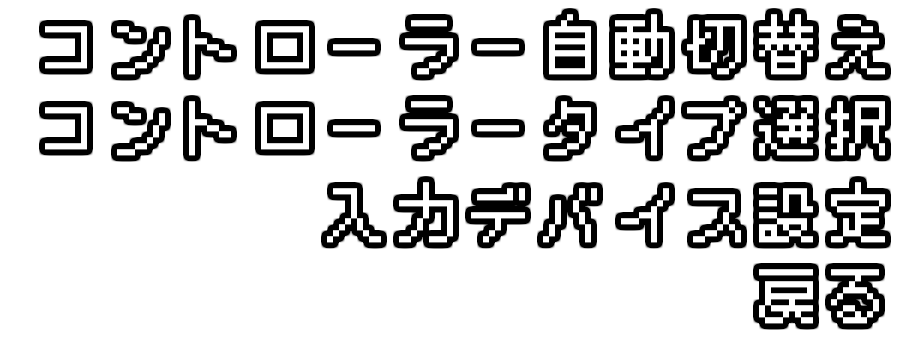 コントローラー自動切替え
コントローラータイプ選択
入力デバイス設定
戻る